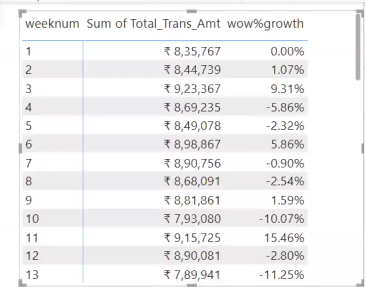 weeknum Sum of Total_Trans_Amt wow%growth
1 ₹ 8,35,767 0.00%
2 ₹ 8,44,739 1.07%
3 ₹ 9,23,367 9.31%
4 ₹ 8,69,235 -5.86%
5 ₹ 8,49,078 -2.32%
6 ₹ 8,98,867 5.86%
7 ₹ 8,90,756 -0.90%
8 ₹ 8,68,091 -2.54%
9 ₹ 8,81,861 1.59%
10 ₹ 7,93,080 -10.07%
11 ₹ 9,15,725 15.46%
12 ₹ 8,90,081 -2.80%
13 ₹ 7,89,941 -11.25%